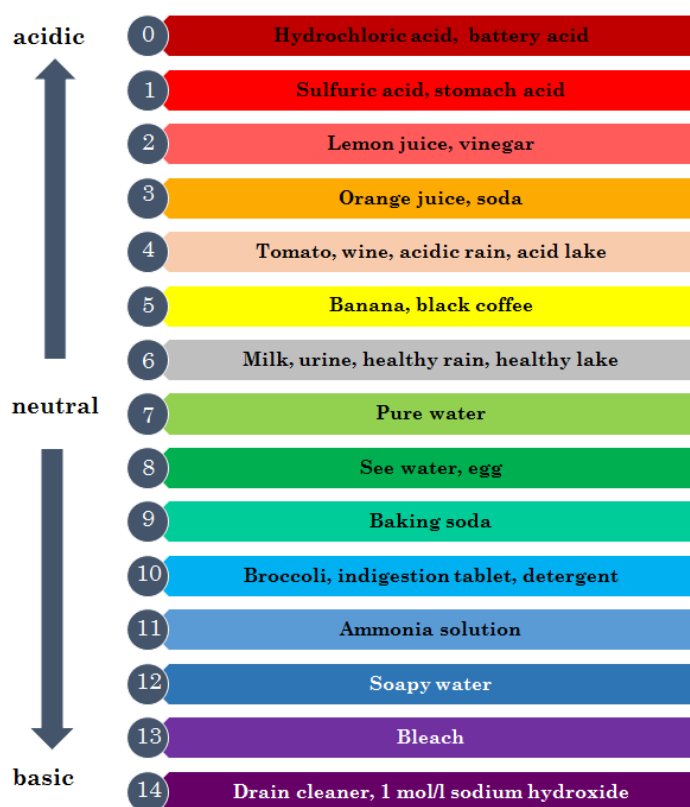 acidic
0 Hydrochloric acid, battery acid
1 Sulfuric acid, stomach acid
2 Lemon juice, vinegar
3 Orange juice, soda
4 Tomato, wine, acidic rain, acid lake
5 Banana, black coffee
6 Milk, urine, healthy rain, healthy lake
neutral
7 Pure water
8 See water, egg
9 Baking soda
10 Broccoli, indigestion tablet, detergent
11 Ammonia solution
12 Soapy water
13 Bleach
basic
14 Drain cleaner, 1 mol/l sodium hydroxide